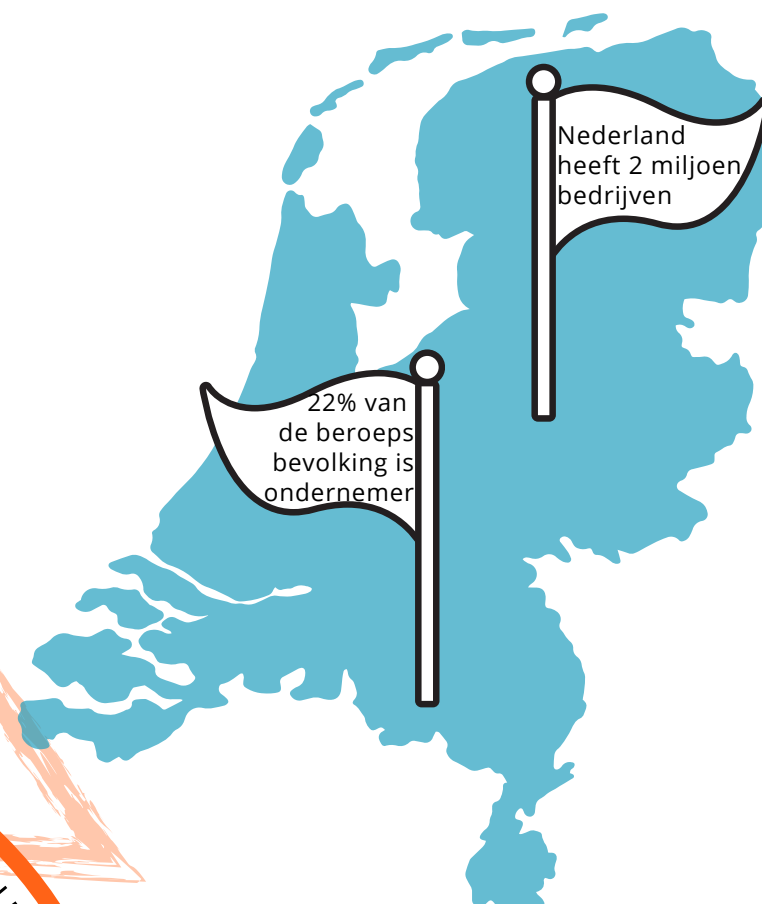 Nederland
heeft 2 miljoen
bedrijven
22% van
de beroeps
bevolking is
ondernemer